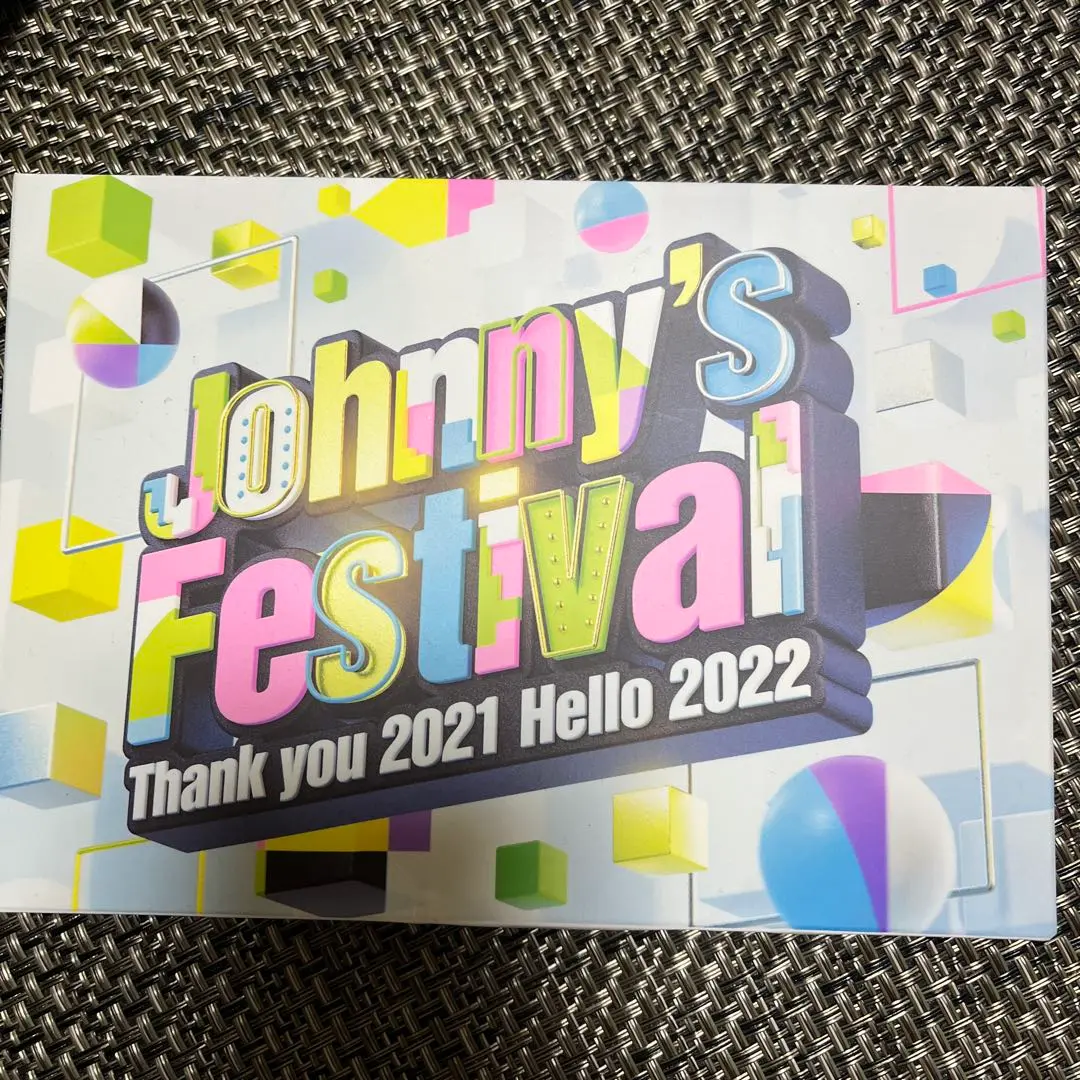 Johnny's
Festival
Thank you 2021 Hello 2022